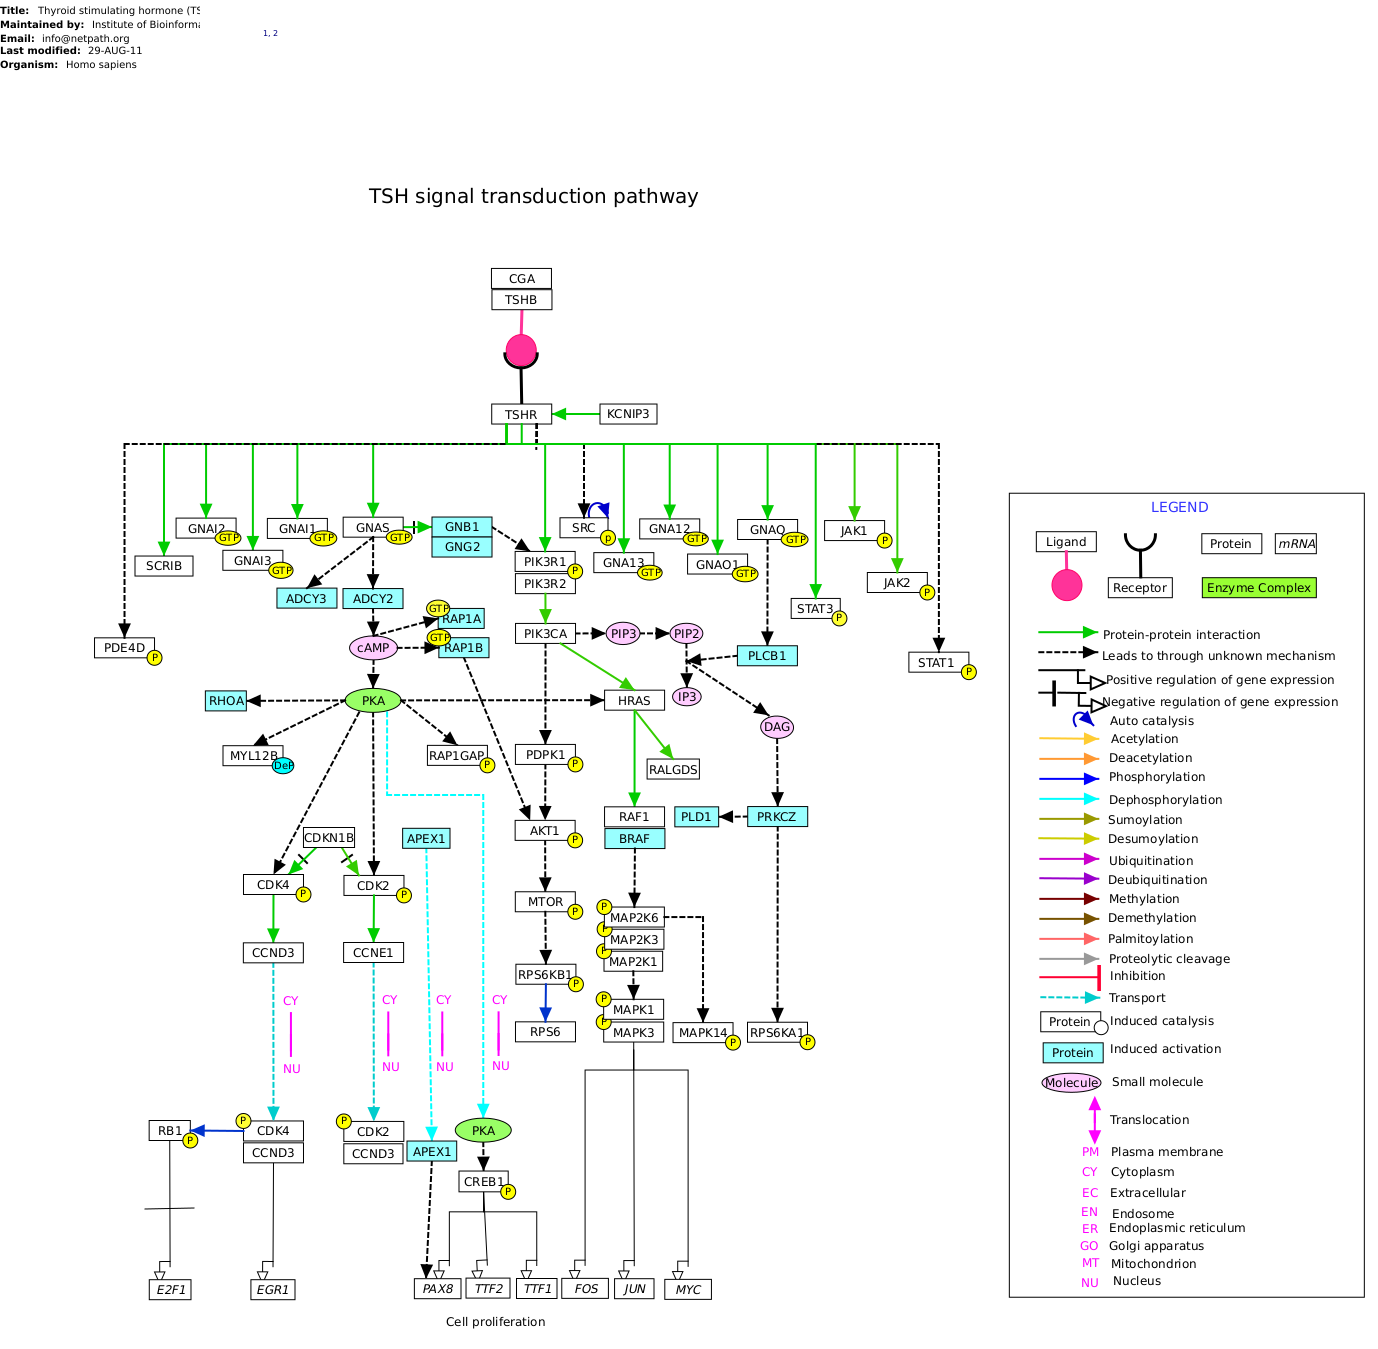 Title: Thyroid stimulating hormone (TS
Maintained by: Institute of Bioinforma
1, 2
Email: info@netpath.org
Last modified: 29-AUG-11
Organism: Homo sapiens
TSH signal transduction pathway
CGA
TSHB
TSHR
KCNIP3
GNAI2
GTP
GNAI1
GTP
GNAS
GTP
GNB1
GNG2
SRC
p
GNA12
GTP
GNAQ
GTP
JAK1
P
SCRIB
GNAI3
GTP
PIK3R1
P
PIK3R2
GNA13
GTP
GNAO1
GTP
JAK2
P
ADCY3
ADCY2
STAT3
P
GTP
RAP1A
GTP
RAP1B
PDE4D
P
cAMP
PIK3CA
PIP3
PIP2
PLCB1
STAT1
P
RHOA
PKA
HRAS
IP3
DAG
MYL12B
DeP
RAP1GAP
P
PDPK1
P
RALGDS
CDKN1B
APEX1
AKT1
P
RAF1
BRAF
PLD1
PRKCZ
CDK4
P
CDK2
P
MTOR
P
P
MAP2K6
P
MAP2K3
P
MAP2K1
CCND3
CCNE1
RPS6KB1
P
CY
CY
CY
CY
P
MAPK1
P
MAPK3
RPS6
MAPK14
P
RPS6KA1
P
NU
NU
NU
NU
RB1
P
P
CDK4
CCND3
P
CDK2
CCND3
APEX1
PKA
CREB1
P
E2F1
EGR1
PAX8
TTF2
TTF1
FOS
JUN
MYC
Cell proliferation
LEGEND
Ligand
Receptor
Protein
mRNA
Enzyme Complex
Protein-protein interaction
Leads to through unknown mechanism
Positive regulation of gene expression
Negative regulation of gene expression
Auto catalysis
Acetylation
Deacetylation
Phosphorylation
Dephosphorylation
Sumoylation
Desumoylation
Ubiquitination
Deubiquitination
Methylation
Demethylation
Palmitoylation
Proteolytic cleavage
Inhibition
Transport
Protein
Induced catalysis
Protein
Induced activation
Molecule
Small molecule
Translocation
PM Plasma membrane
CY Cytoplasm
EC Extracellular
EN Endosome
ER Endoplasmic reticulum
GO Golgi apparatus
MT Mitochondrion
NU Nucleus